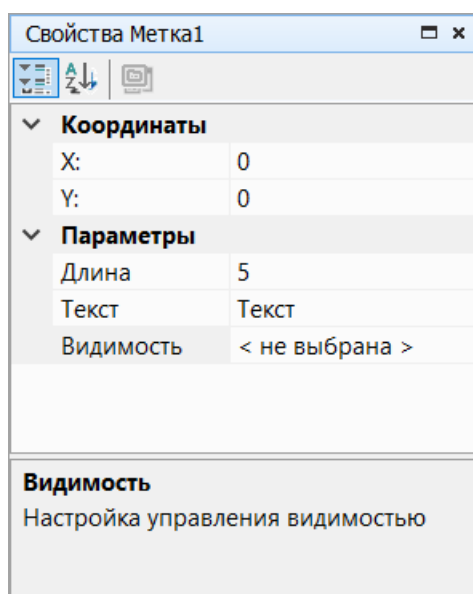 Свойства Метка1
Координаты
X: 0
Y: 0
Параметры
Длина 5
Текст Текст
Видимость < не выбрана >
Видимость
Настройка управления видимостью